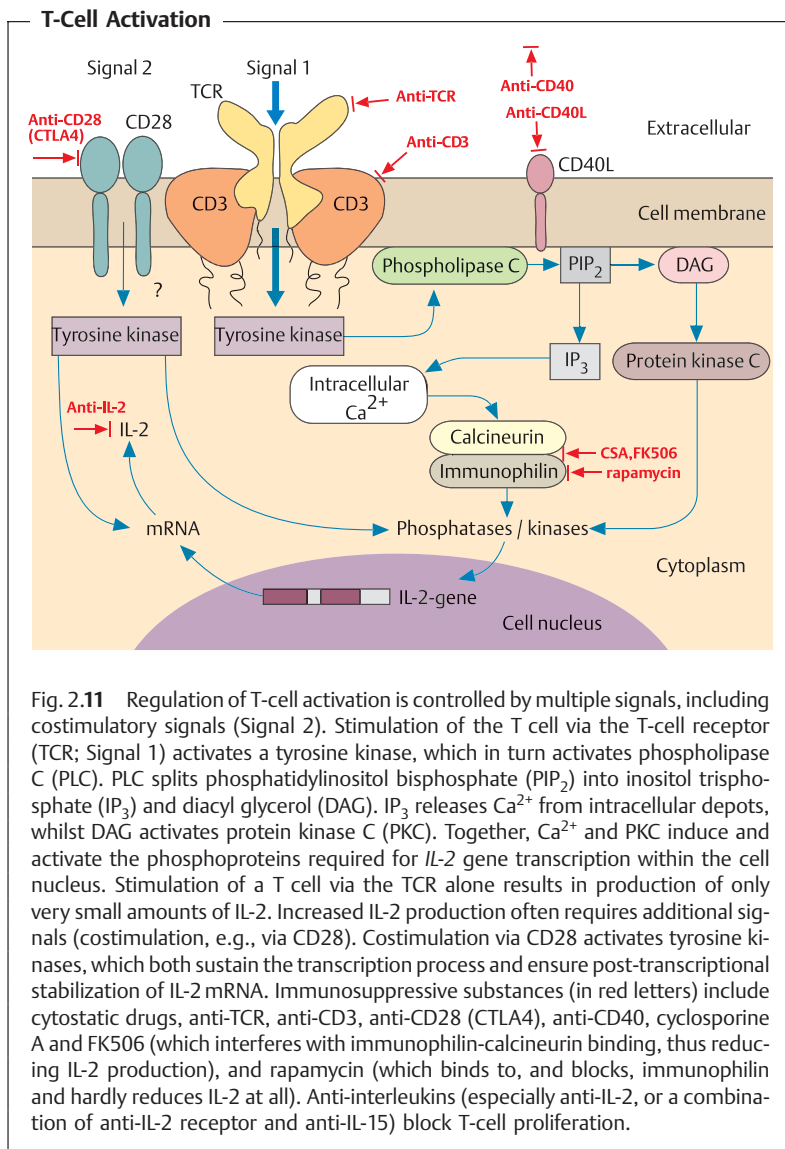 T-Cell Activation
Signal 2
Signal 1
TCR
Anti-CD40
Anti-TCR
Anti-CD40L
Anti-CD28
(CTLA4)
CD28
Extracellular
Anti-CD3
CD40L
CD3
CD3
Cell membrane
Phospholipase C
PIP2
DAG
?
Tyrosine kinase
Tyrosine kinase
IP3
Protein kinase C
Intracellular
Ca2+
Anti-IL-2
IL-2
Calcineurin
CSA,FK506
Immunophilin
rapamycin
mRNA
Phosphatases / kinases
Cytoplasm
IL-2-gene
Cell nucleus
Fig. 2.11 Regulation of T-cell activation is controlled by multiple signals, including
costimulatory signals (Signal 2). Stimulation of the T cell via the T-cell receptor
(TCR; Signal 1) activates a tyrosine kinase, which in turn activates phospholipase
C (PLC). PLC splits phosphatidylinositol bisphosphate (PIP2) into inositol trispho-
sphate (IP3) and diacyl glycerol (DAG). IP3 releases Ca2+ from intracellular depots,
whilst DAG activates protein kinase C (PKC). Together, Ca2+ and PKC induce and
activate the phosphoproteins required for IL-2 gene transcription within the cell
nucleus. Stimulation of a T cell via the TCR alone results in production of only
very small amounts of IL-2. Increased IL-2 production often requires additional sig-
nals (costimulation, e.g., via CD28). Costimulation via CD28 activates tyrosine ki-
nases, which both sustain the transcription process and ensure post-transcriptional
stabilization of IL-2 mRNA. Immunosuppressive substances (in red letters) include
cytostatic drugs, anti-TCR, anti-CD3, anti-CD28 (CTLA4), anti-CD40, cyclosporine
A and FK506 (which interferes with immunophilin-calcineurin binding, thus reduc-
ing IL-2 production), and rapamycin (which binds to, and blocks, immunophilin
and hardly reduces IL-2 at all). Anti-interleukins (especially anti-IL-2, or a combina-
tion of anti-IL-2 receptor and anti-IL-15) block T-cell proliferation.